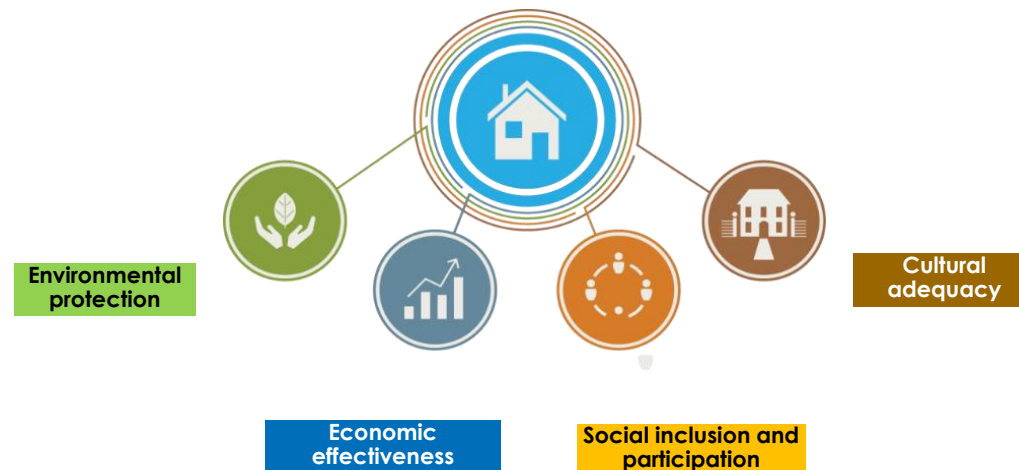 Environmental
protection
Cultural
adequacy
Economic
effectiveness
Social inclusion and
participation